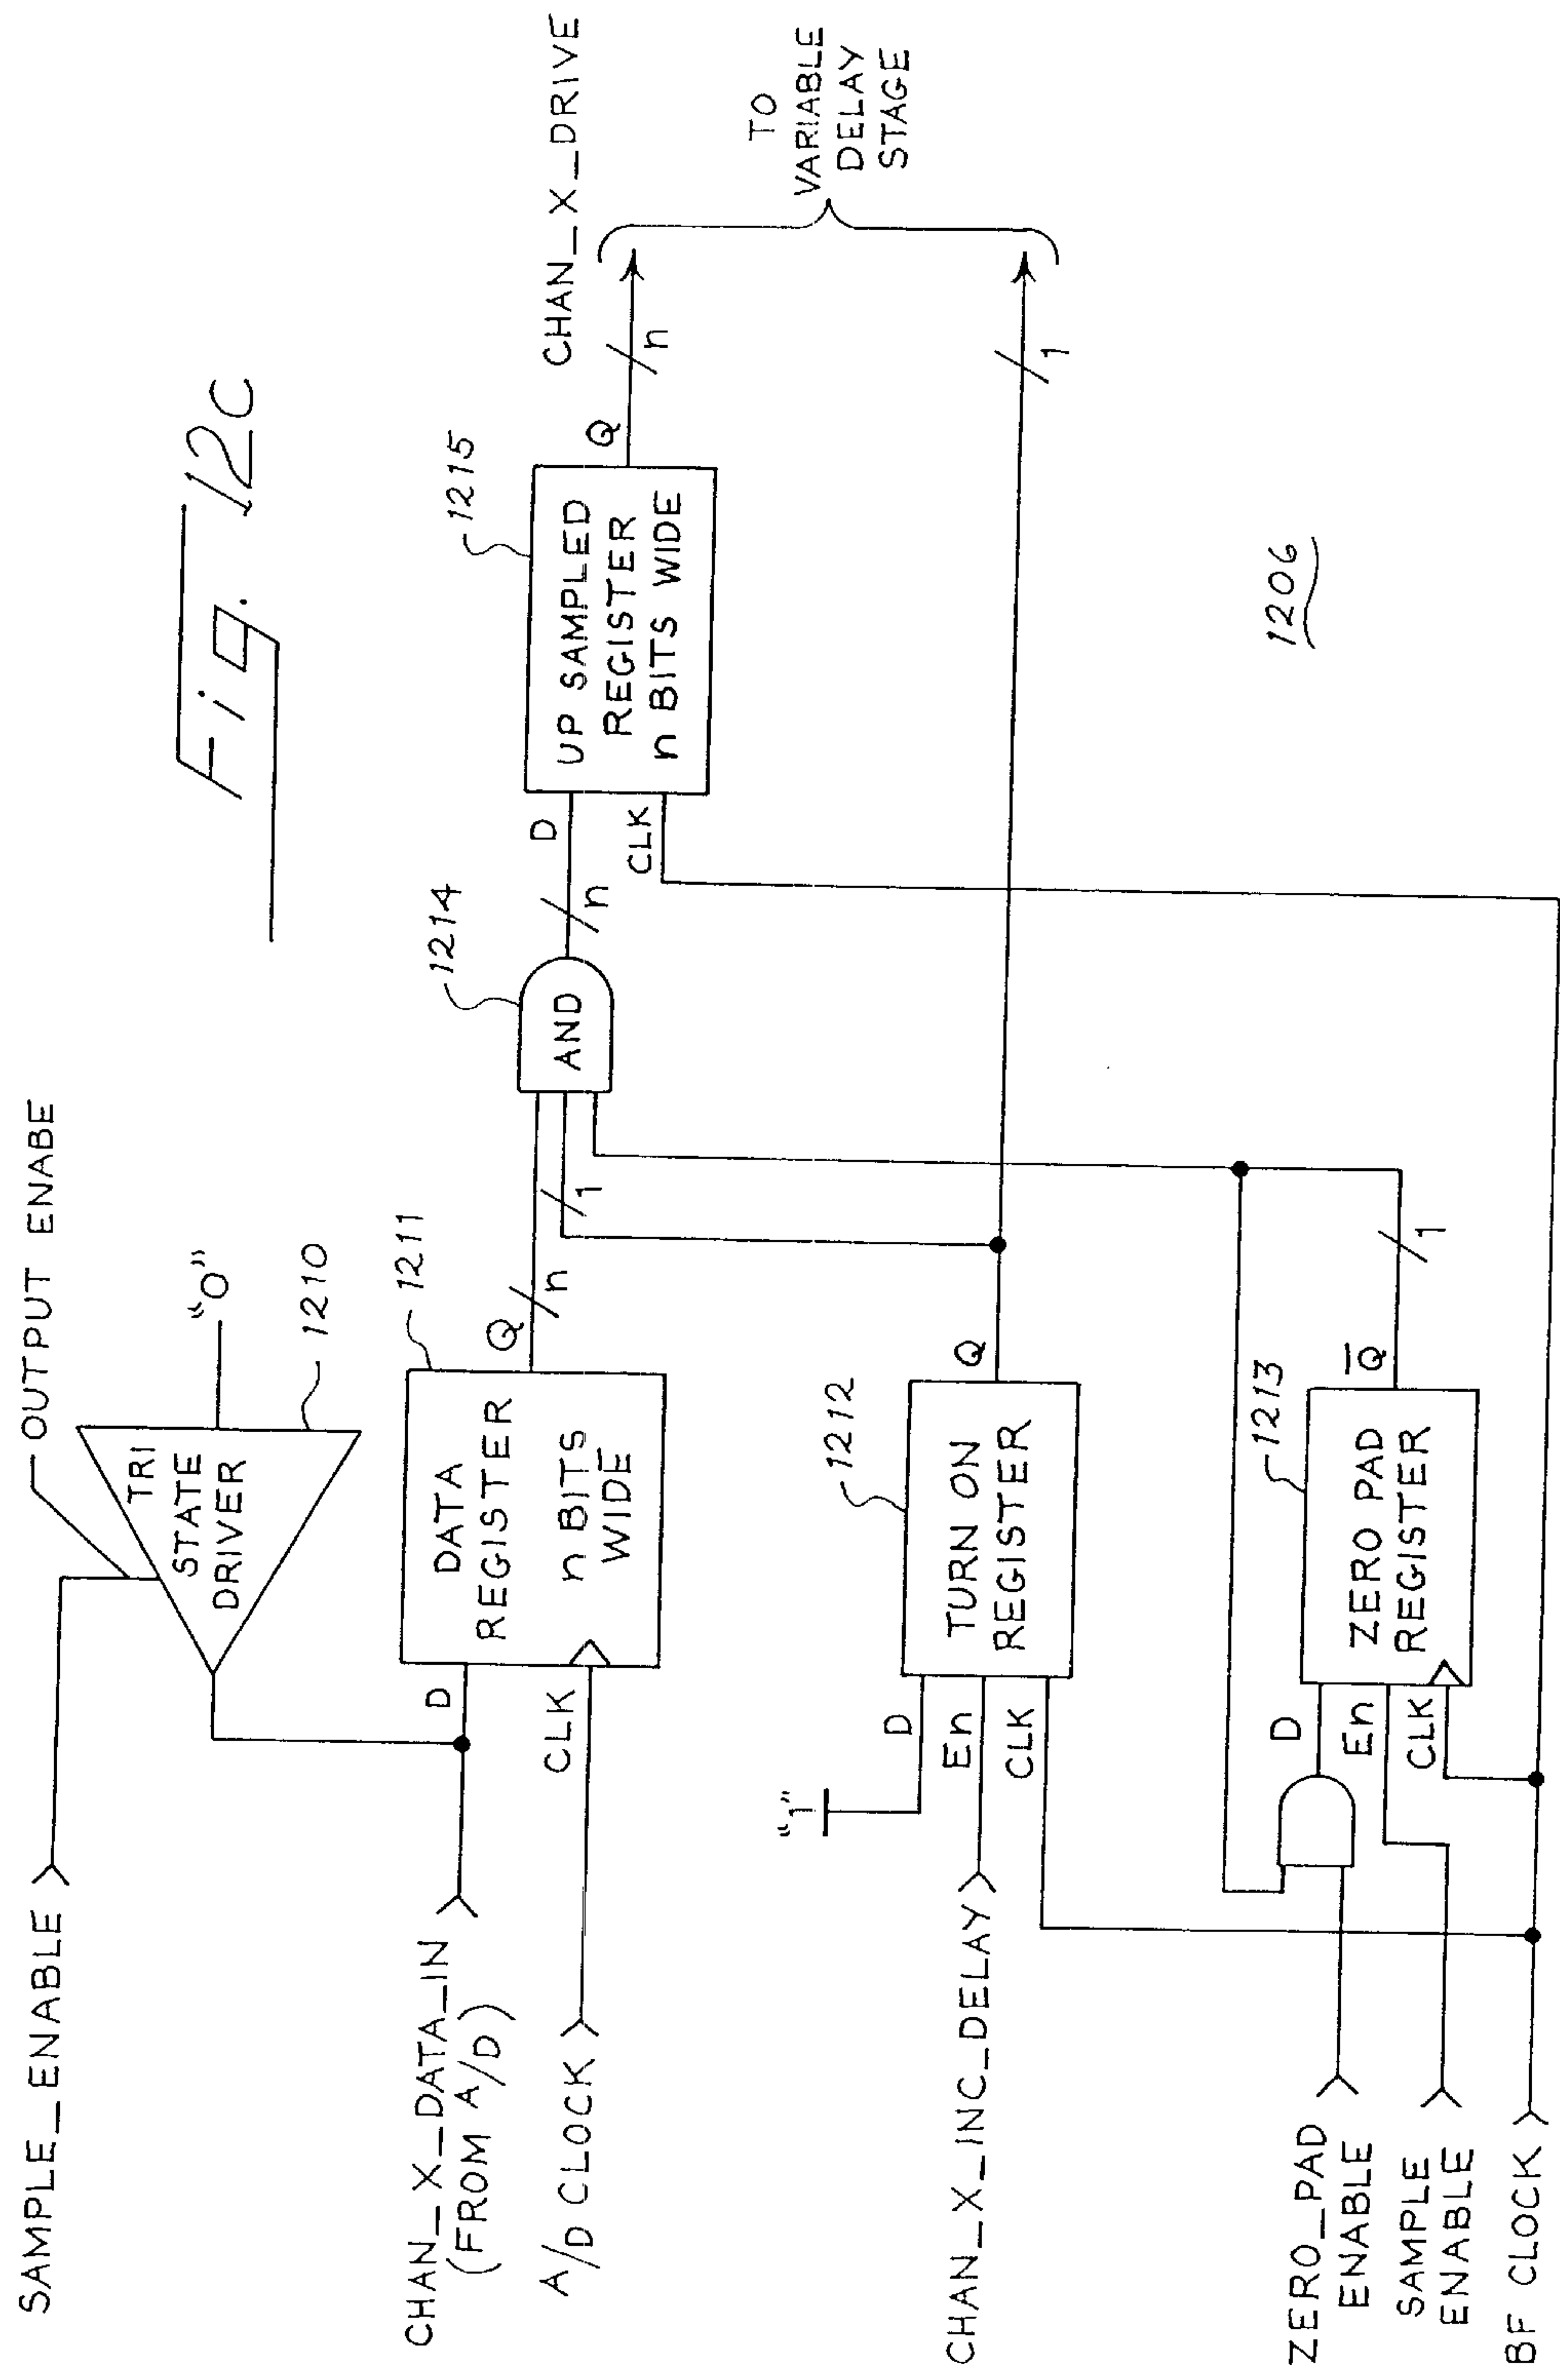 Fig. 12C
SAMPLE_ENABLE
OUTPUT ENABE
TRI
STATE
DRIVER
"0"
1210
CHAN_X_DATA_IN
(FROM A/D)
A/D CLOCK
D
CLK
DATA
REGISTER
n BITS
WIDE
1211
Q
n
1
AND
1214
n
D
CLK
UP SAMPLED
REGISTER
n BITS WIDE
1215
Q
n
CHAN_X_DRIVE
TO
VARIABLE
DELAY
STAGE
1
"1"
CHAN_X_INC_DELAY
D
En
CLK
TURN ON
REGISTER
1212
Q
ZERO_PAD
ENABLE
SAMPLE
ENABLE
BF CLOCK
D
En
CLK
ZERO PAD
REGISTER
1213
Q̅
1
1206